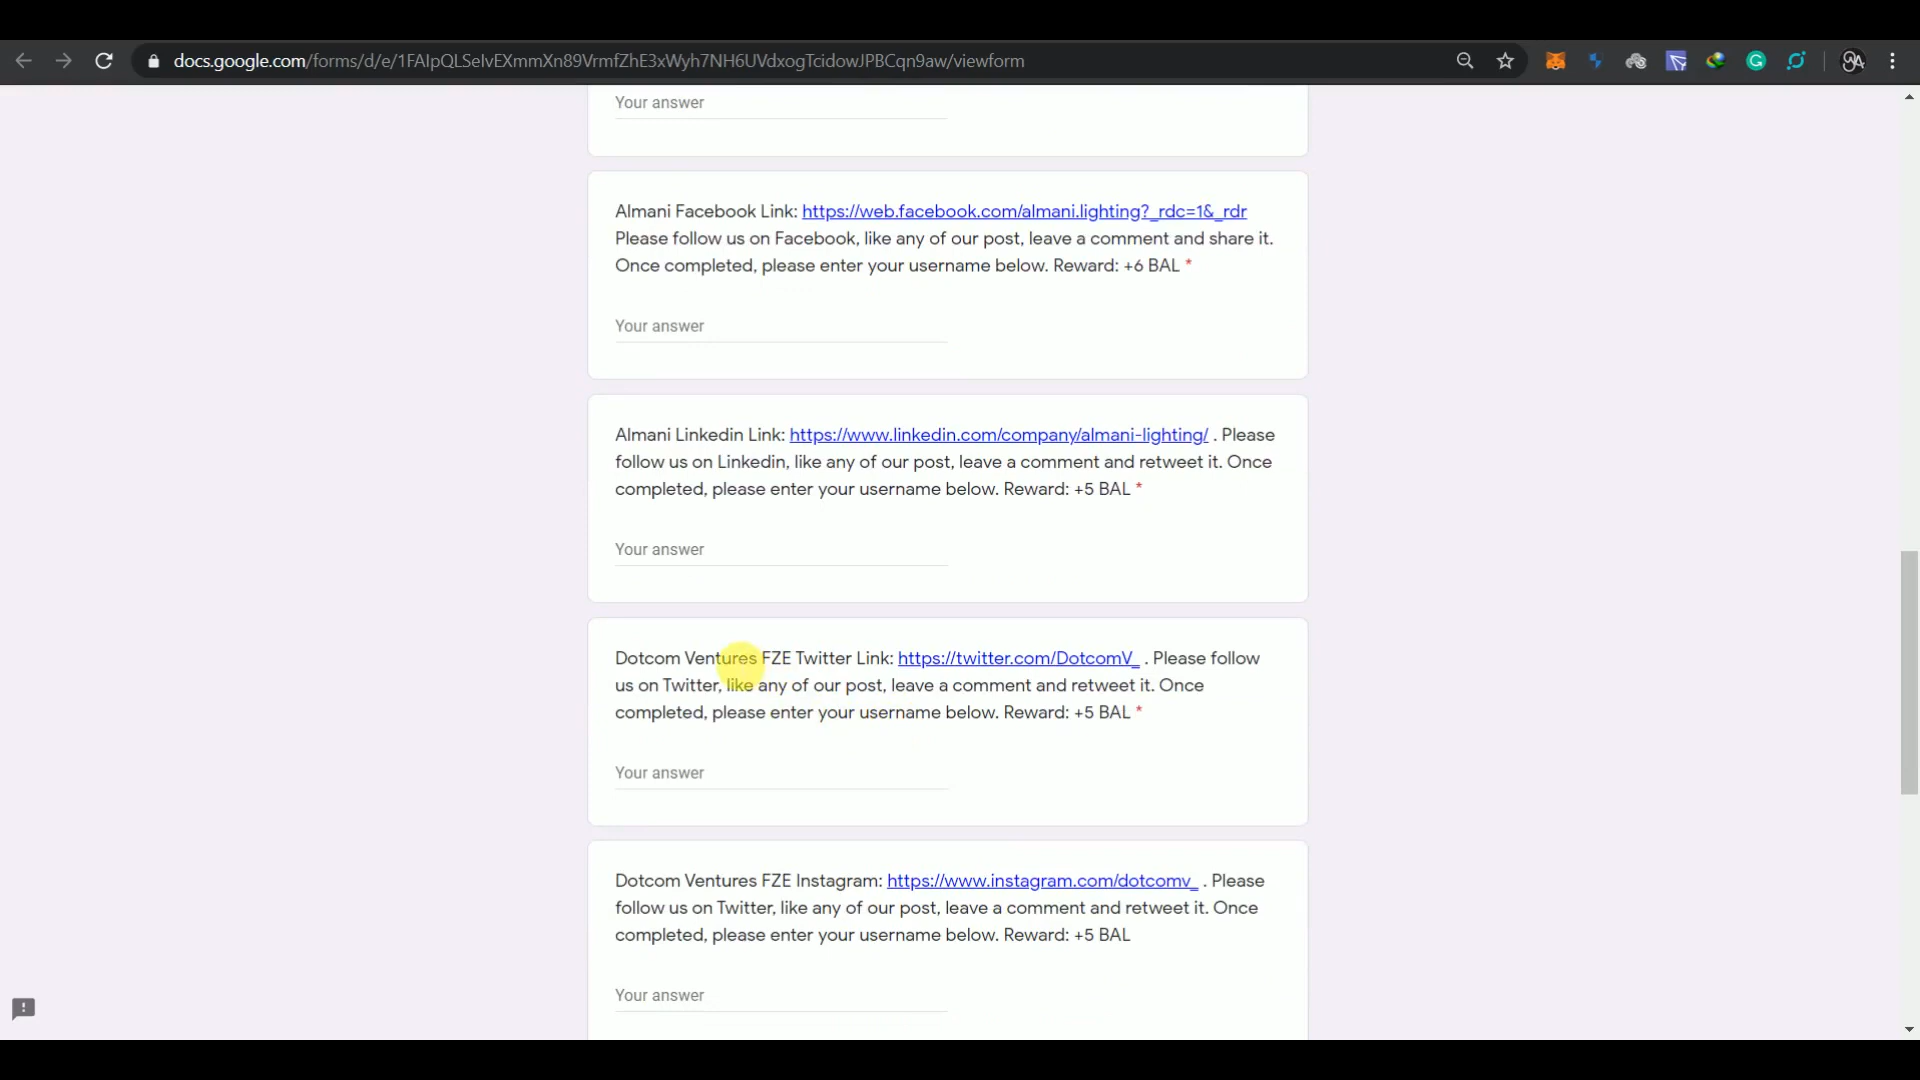 docs.google.com/forms/d/e/1FAIpQLSelvEXmmXn89VrmfZhE3xWyh7NH6UVdxogTcidowJPBCqn9aw/viewform
Your answer
Almani Facebook Link: https://web.facebook.com/almani.lighting?_rdc=1&_rdr
Please follow us on Facebook, like any of our post, leave a comment and share it.
Once completed, please enter your username below. Reward: +6 BAL *
Your answer
Almani Linkedin Link: https://www.linkedin.com/company/almani-lighting/ . Please
follow us on Linkedin, like any of our post, leave a comment and retweet it. Once
completed, please enter your username below. Reward: +5 BAL *
Your answer
Dotcom Ventures FZE Twitter Link: https://twitter.com/DotcomV_ . Please follow
us on Twitter, like any of our post, leave a comment and retweet it. Once
completed, please enter your username below. Reward: +5 BAL *
Your answer
Dotcom Ventures FZE Instagram: https://www.instagram.com/dotcomv_ . Please
follow us on Twitter, like any of our post, leave a comment and retweet it. Once
completed, please enter your username below. Reward: +5 BAL
Your answer